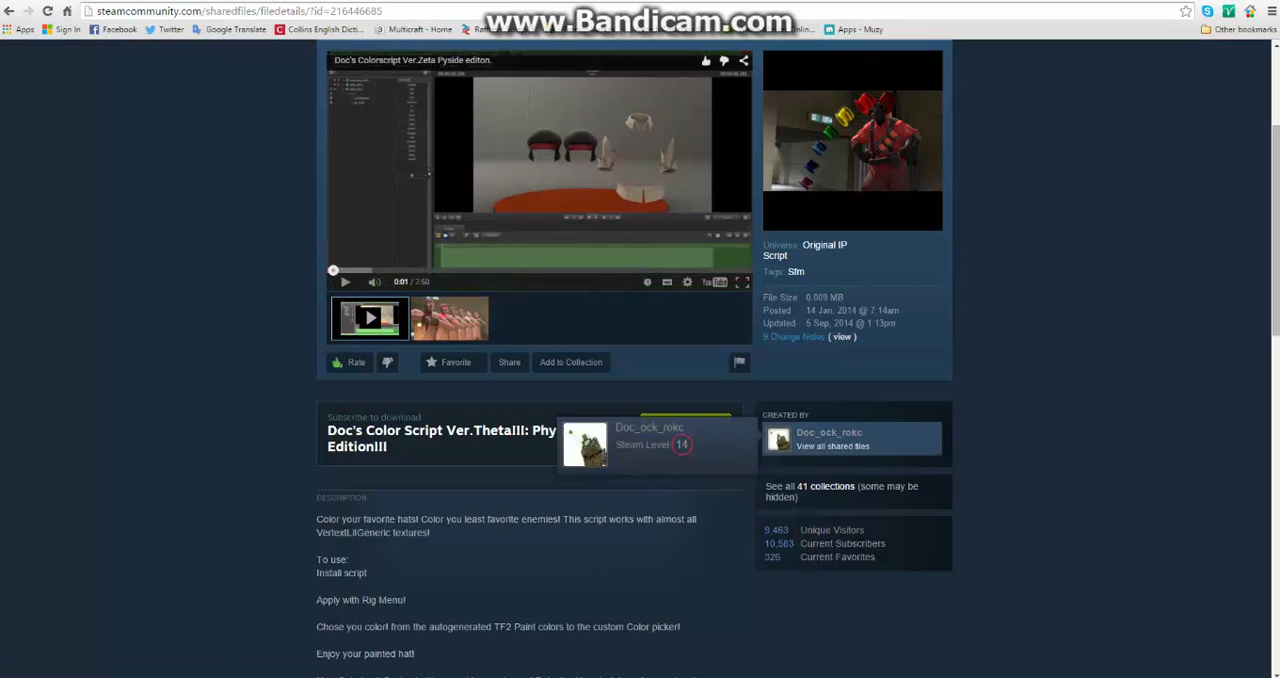 steamcommunity.com/sharedfiles/filedetails/?id=216446685
www.Bandicam.com
Apps Sign In Facebook Twitter Google Translate Collins English Dict... Multicraft - Home Apps - Muzy Other bookmarks
Doc's Colorscript Ver.Zeta Pyside editon.
0:01 / 7:50
YouTube
Universe: Original IP
Script
Tags: Sfm
File Size 0.009 MB
Posted 14 Jan, 2014 @ 7:14am
Updated 5 Sep, 2014 @ 1:13pm
9 Change Notes ( view )
Rate Favorite Share Add to Collection
Subscribe to download
Doc's Color Script Ver.Theta!!!: Phy
Edition!!!
Doc_ock_rokc
Steam Level 14
CREATED BY
Doc_ock_rokc
View all shared files
See all 41 collections (some may be
hidden)
9,463 Unique Visitors
10,583 Current Subscribers
326 Current Favorites
DESCRIPTION
Color your favorite hats! Color you least favorite enemies! This script works with almost all
VertextLitGeneric textures!
To use:
Install script
Apply with Rig Menu!
Chose you color! from the autogenerated TF2 Paint colors to the custom Color picker!
Enjoy your painted hat!